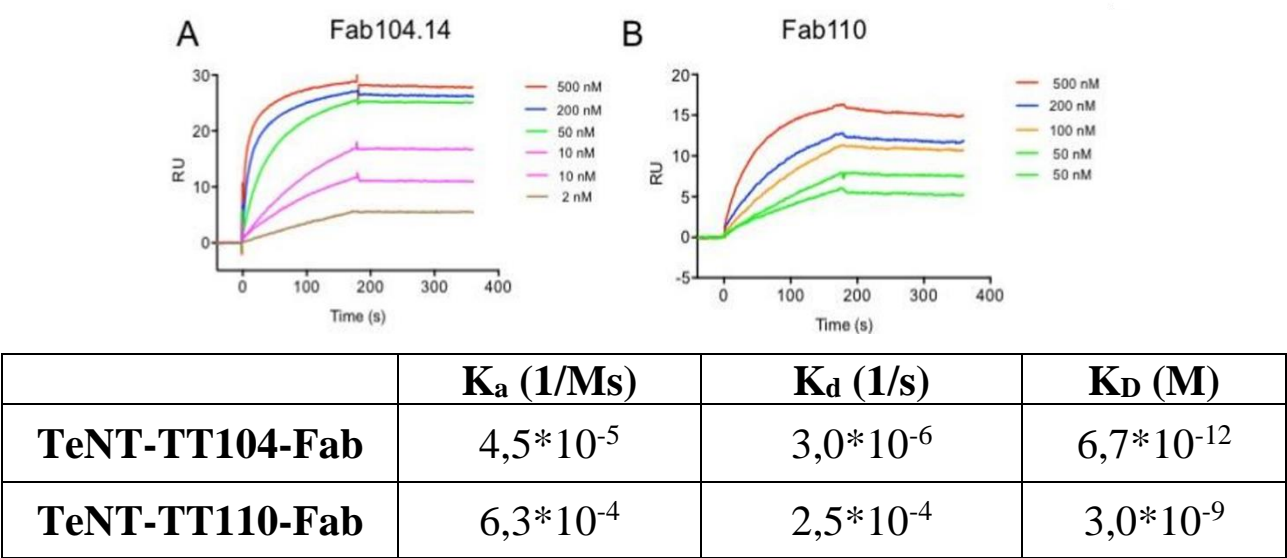 A
Fab104.14
RU
30
20
10
0
0 100 200 300 400
Time (s)
500 nM
200 nM
50 nM
10 nM
10 nM
2 nM
B
Fab110
RU
20
15
10
5
0
-5
0 100 200 300 400
Time (s)
500 nM
200 nM
100 nM
50 nM
50 nM
Kₐ (1/Ms) K_d (1/s) K_D (M)
TeNT-TT104-Fab 4,5*10⁻⁵ 3,0*10⁻⁶ 6,7*10⁻¹²
TeNT-TT110-Fab 6,3*10⁻⁴ 2,5*10⁻⁴ 3,0*10⁻⁹